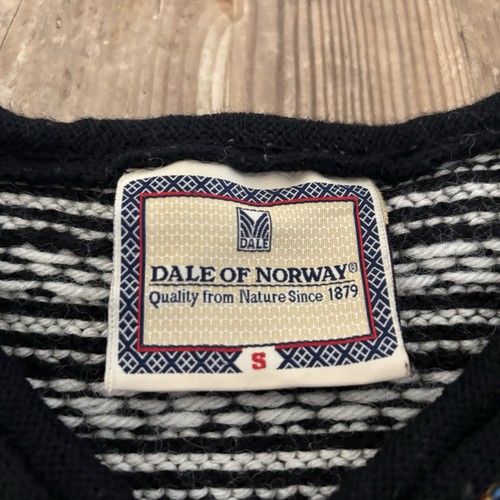 DALE
DALE OF NORWAY®
Quality from Nature Since 1879
S